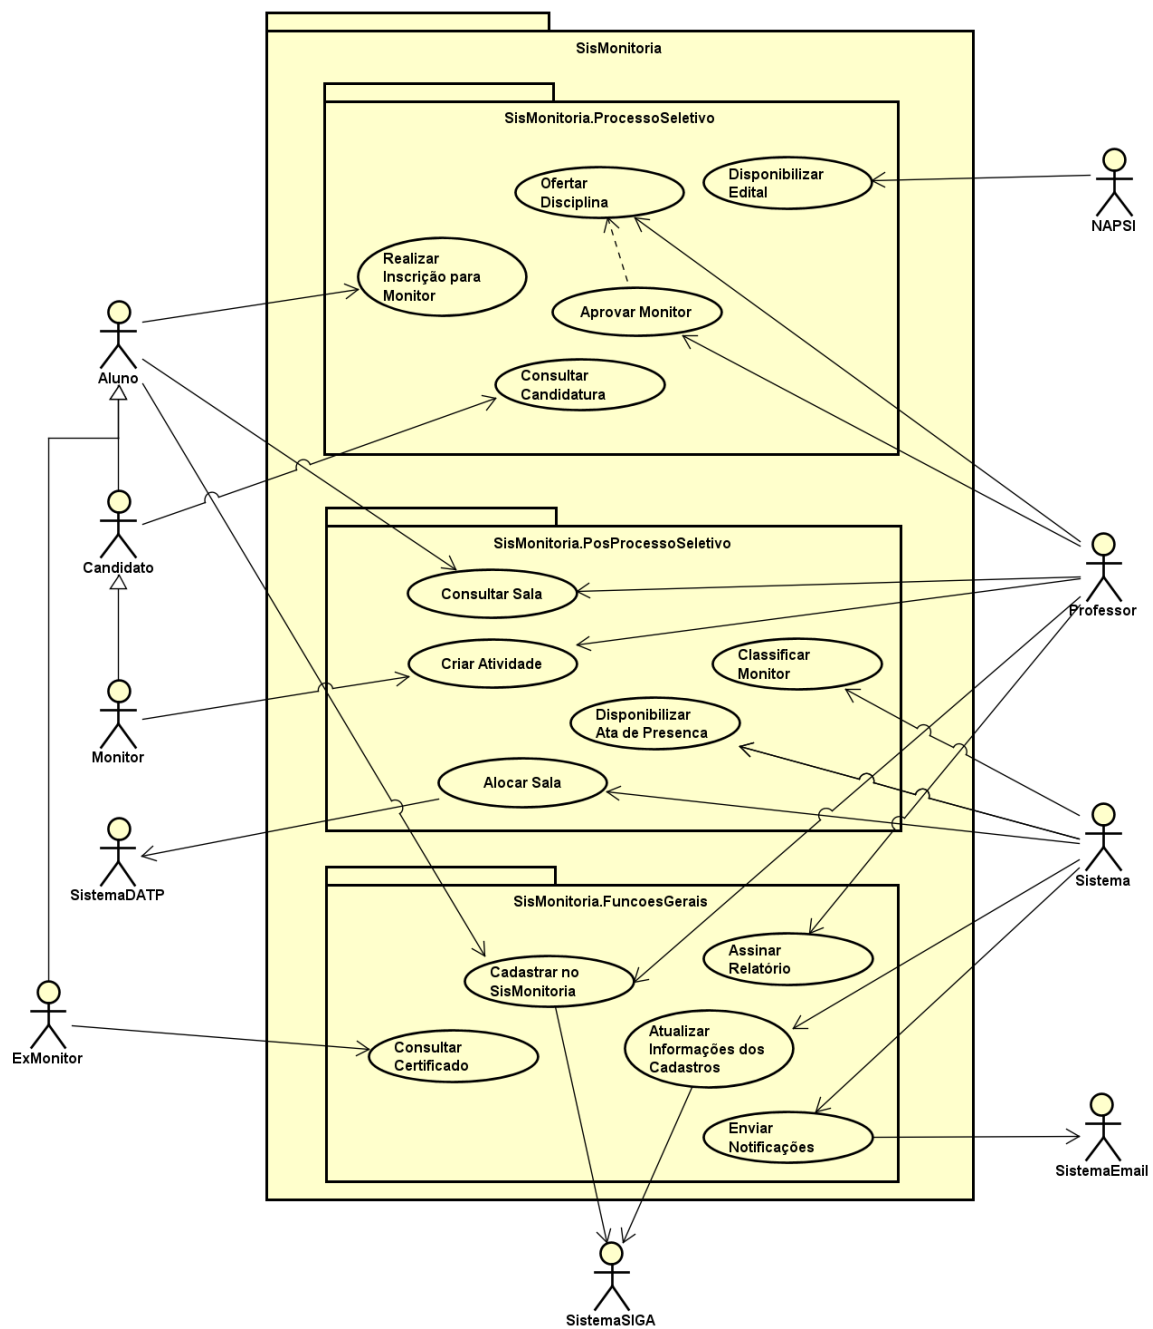 SisMonitoria
SisMonitoria.ProcessoSeletivo
Ofertar
Disciplina
Disponibilizar
Edital
NAPSI
Realizar
Inscrição para
Monitor
Aprovar Monitor
Aluno
Consultar
Candidatura
Candidato
SisMonitoria.PosProcessoSeletivo
Consultar Sala
Professor
Criar Atividade
Classificar
Monitor
Disponibilizar
Ata de Presenca
Monitor
Alocar Sala
SistemaDATP
Sistema
SisMonitoria.FuncoesGerais
Assinar
Relatório
Cadastrar no
SisMonitoria
Atualizar
Informações dos
Cadastros
Consultar
Certificado
ExMonitor
Enviar
Notificações
SistemaEmail
SistemaSIGA